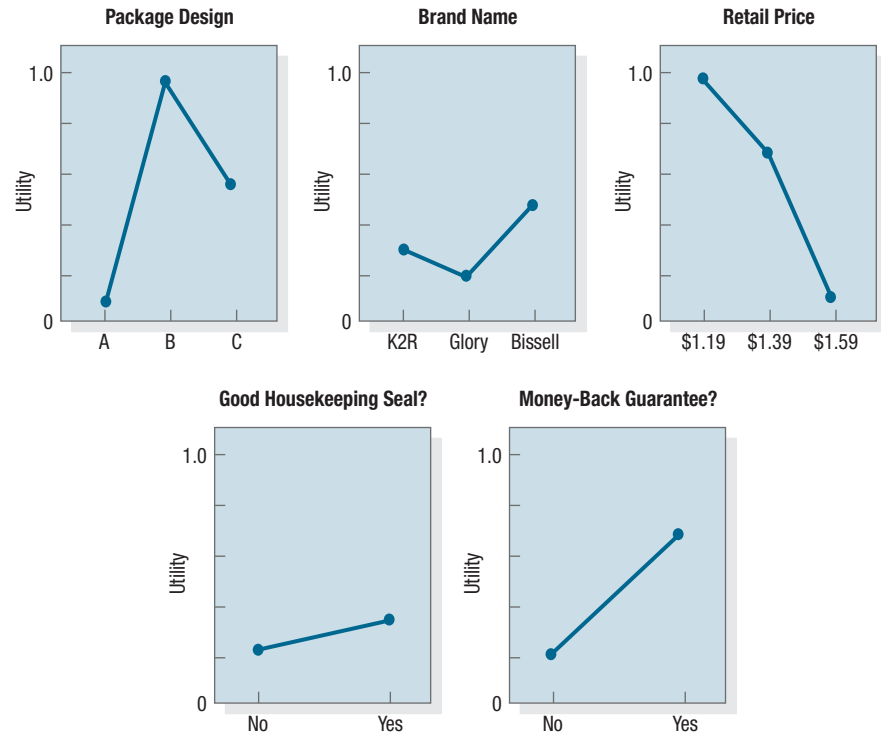 Package Design
1.0
Utility
0
A B C
Brand Name
1.0
Utility
0
K2R Glory Bissell
Retail Price
1.0
Utility
0
$1.19 $1.39 $1.59
Good Housekeeping Seal?
1.0
Utility
0
No Yes
Money-Back Guarantee?
1.0
Utility
0
No Yes